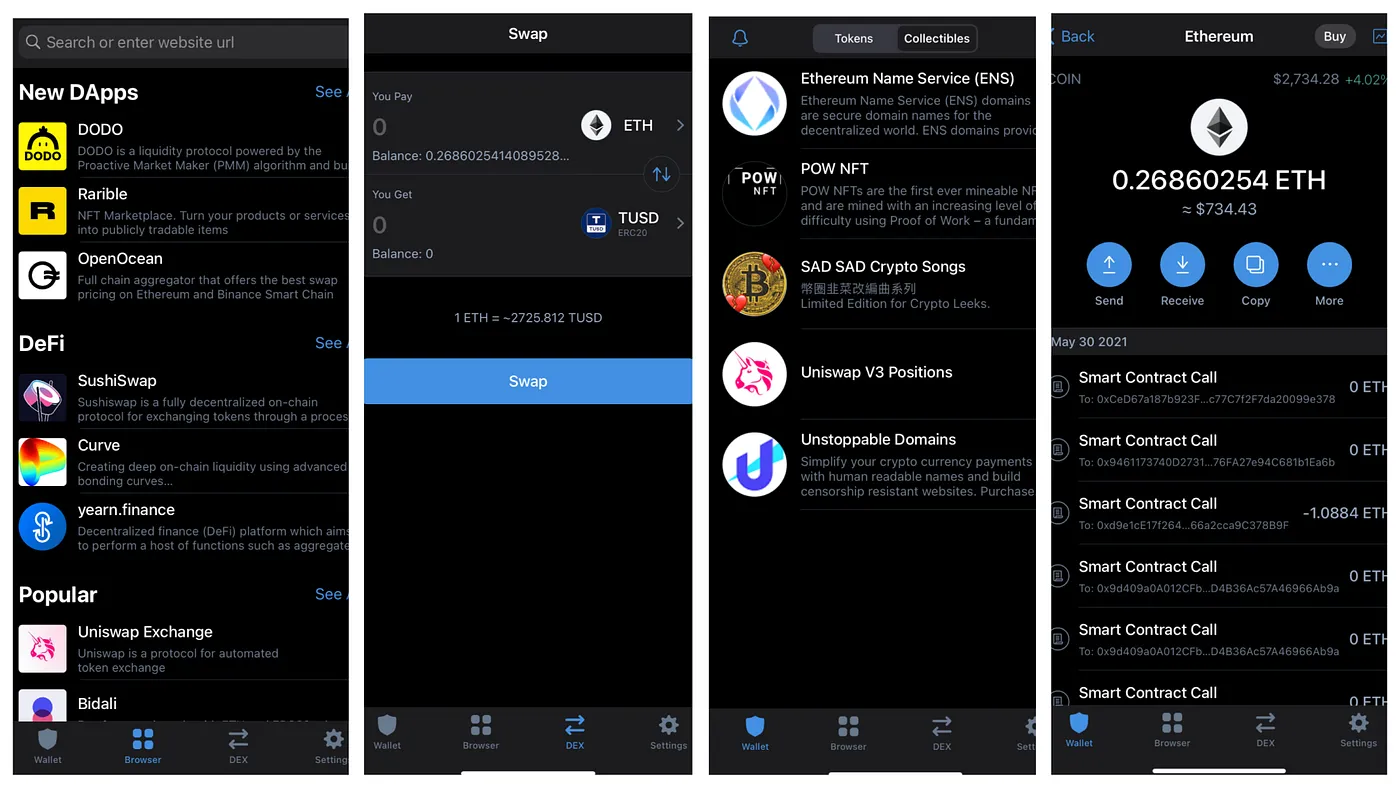 Search or enter website url
New DApps
See A
DODO
DODO is a liquidity protocol powered by the
Proactive Market Maker (PMM) algorithm and bu
DODO
Rarible
NFT Marketplace. Turn your products or services
into publicly tradable items
R
OpenOcean
Full chain aggregator that offers the best swap
pricing on Ethereum and Binance Smart Chain
DeFi
See A
SushiSwap
Sushiswap is a fully decentralized on-chain
protocol for exchanging tokens through a proces
Curve
Creating deep on-chain liquidity using advanced
bonding curves...
yearn.finance
Decentralized finance (DeFi) platform which aims
to perform a host of functions such as aggregate
Popular
See A
Uniswap Exchange
Uniswap is a protocol for automated
token exchange
Bidali
Wallet
Browser
DEX
Setting
Swap
You Pay
0
ETH
Balance: 0.2686025414089528...
You Get
0
T
TUSD
TUSD
ERC20
Balance: 0
1 ETH = ~2725.812 TUSD
Swap
Wallet
Browser
DEX
Settings
Tokens
Collectibles
Ethereum Name Service (ENS)
Ethereum Name Service (ENS) domains
are secure domain names for the
decentralized world. ENS domains provid
POW
NFT
POW NFT
POW NFTs are the first ever mineable NF
and are mined with an increasing level of
difficulty using Proof of Work – a fundam
SAD SAD Crypto Songs
幣圈韭菜改編曲系列
Limited Edition for Crypto Leeks.
Uniswap V3 Positions
Unstoppable Domains
Simplify your crypto currency payments
with human readable names and build
censorship resistant websites. Purchase
Wallet
Browser
DEX
Sett
Back
Ethereum
Buy
COIN
$2,734.28 +4.02%
0.26860254 ETH
≈ $734.43
Send
Receive
Copy
More
May 30 2021
Smart Contract Call
0 ETH
To: 0xCeD67a187b923F...c77C7f2F7da20099e378
Smart Contract Call
0 ETH
To: 0x9461173740D2731...76FA27e94C681b1Ea6b
Smart Contract Call
-1.0884 ETH
To: 0xd9e1cE17f264...66a2cca9C378B9F
Smart Contract Call
0 ETH
To: 0x9d409a0A012CFb...D4B36Ac57A46966Ab9a
Smart Contract Call
0 ETH
To: 0x9d409a0A012CFb...D4B36Ac57A46966Ab9a
Smart Contract Call
0 ETH
Wallet
Browser
DEX
Settings